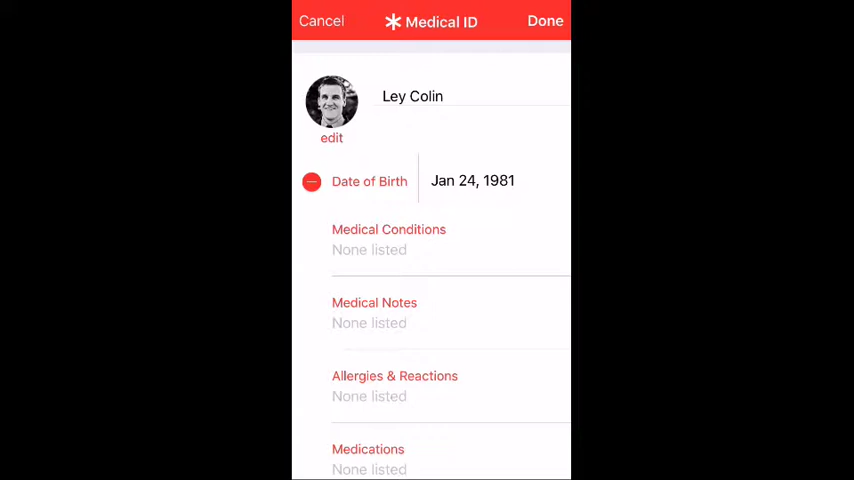 Cancel Medical ID Done
Ley Colin
edit
Date of Birth Jan 24, 1981
Medical Conditions
None listed
Medical Notes
None listed
Allergies & Reactions
None listed
Medications
None listed